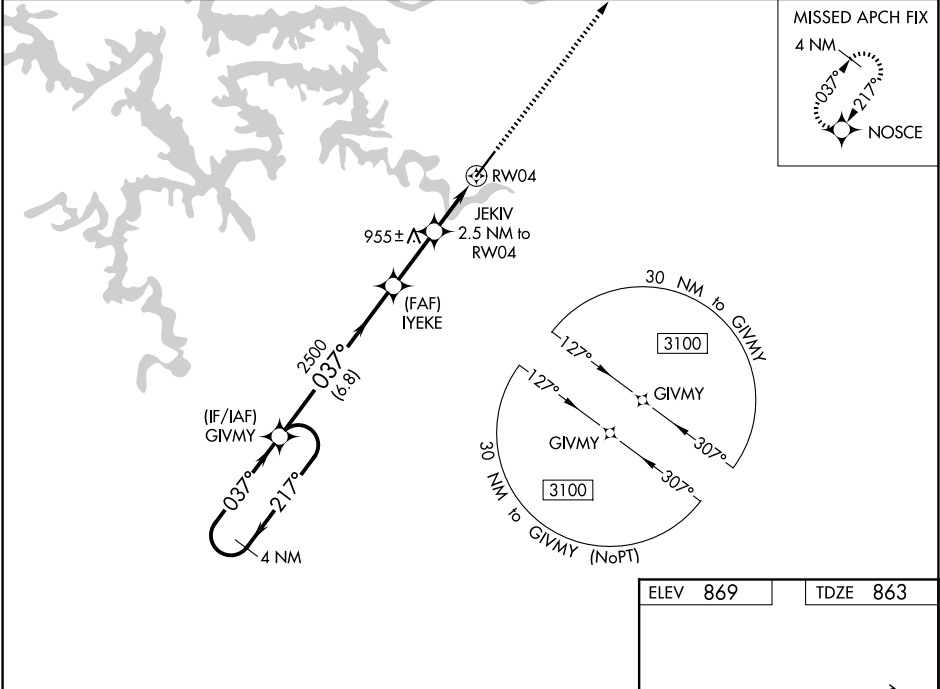 MISSED APCH FIX
4 NM
037°
217°
NOSCE
RW04
JEKIV
2.5 NM to
RW04
955±
(FAF)
IYEKE
2500
037°
(6.8)
(IF/IAF)
GIVMY
037°
217°
4 NM
30 NM to GIVMY
3100
127°
GIVMY
307°
127°
GIVMY
307°
3100
30 NM to GIVMY (NoPT)
ELEV 869
TDZE 863